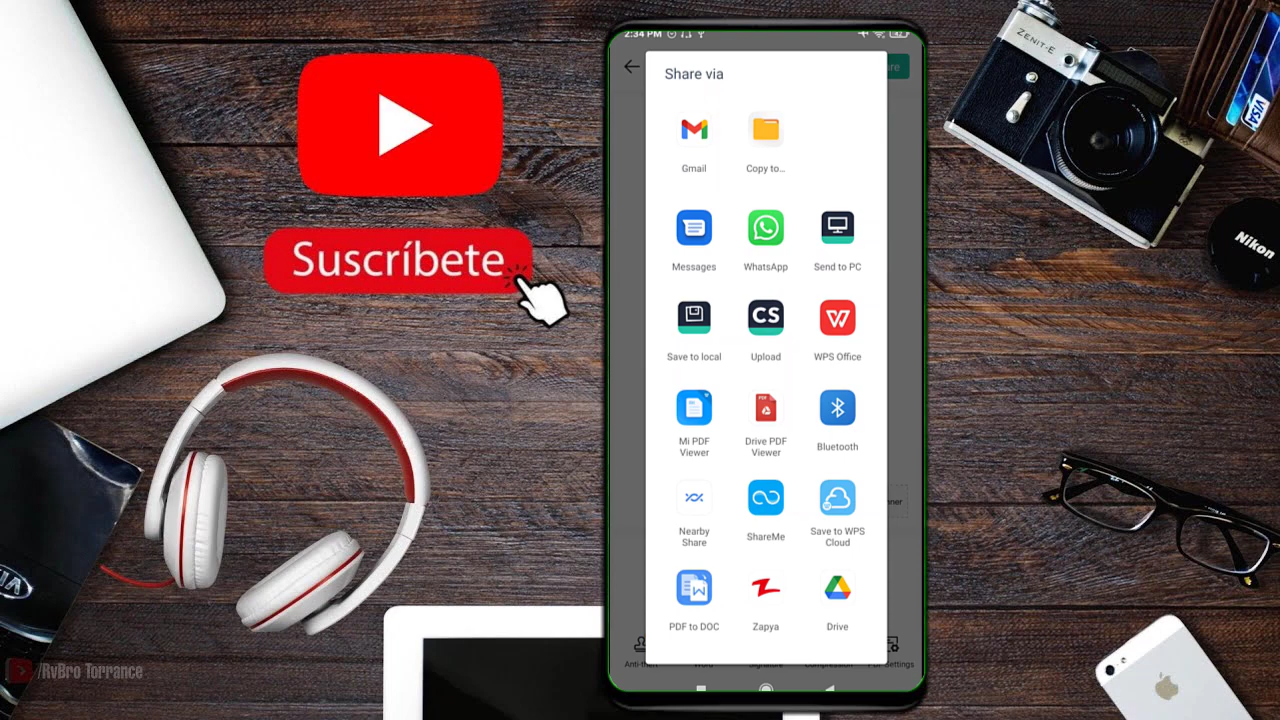 Suscríbete
/RvBro Torrance
KIA
2:34 PM
Share via
Gmail
Copy to...
Messages
WhatsApp
Send to PC
Save to local
CS
Upload
WPS Office
Mi PDF
Viewer
PDF
Drive PDF
Viewer
Bluetooth
Nearby
Share
ShareMe
Save to WPS
Cloud
PDF to DOC
Zapya
Drive
ZENIT-E
VISA
Nikon